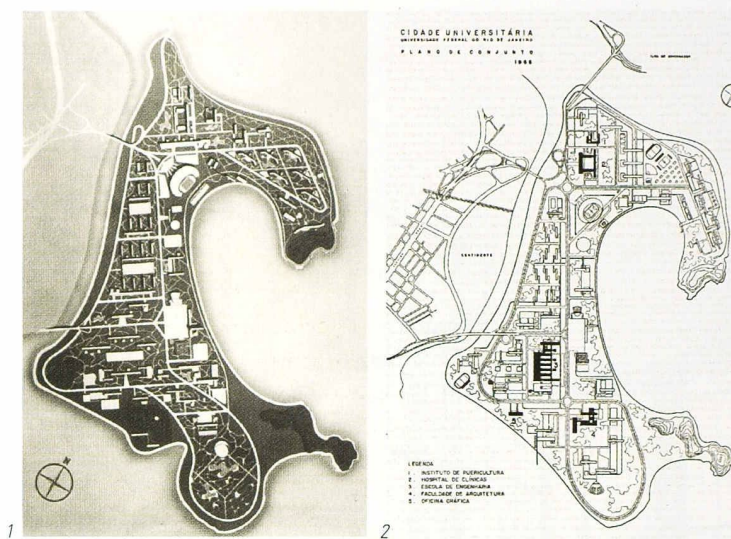 CIDADE UNIVERSITÁRIA
UNIVERSIDADE FEDERAL DO RIO DE JANEIRO
PLANO DE CONJUNTO
CONTINENTE
LEGENDA
1 . INSTITUTO DE PUERICULTURA
2 . HOSPITAL DE CLÍNICAS
3 . ESCOLA DE ENGENHARIA
4 . FACULDADE DE ARQUITETURA
5 . OFICINA GRÁFICA
N
1
2